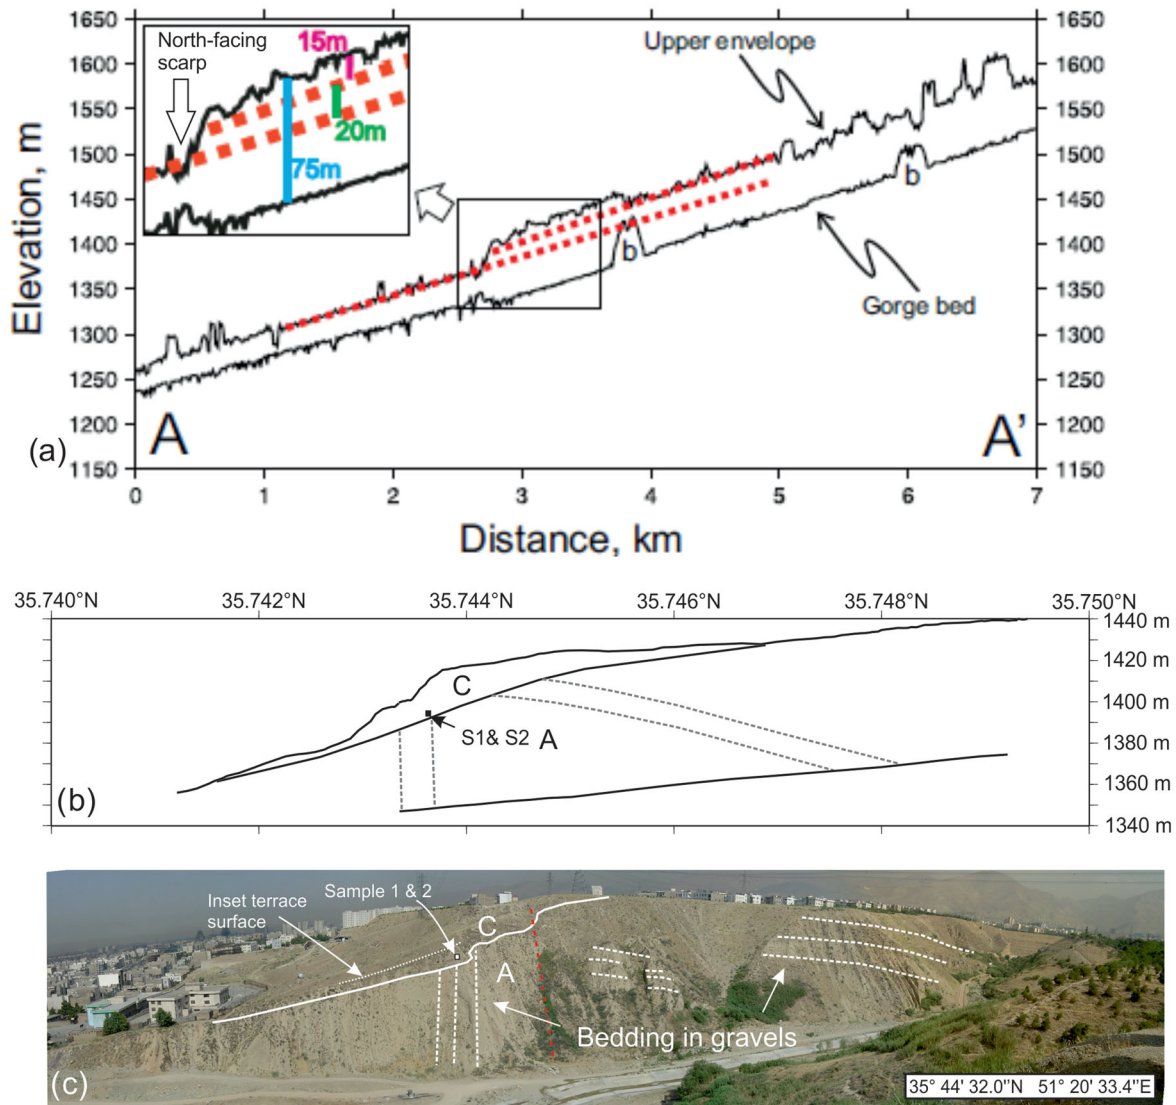 1650
1600
1550
1500
1450
1400
1350
1300
1250
1200
1150
Elevation, m
North-facing
scarp
15m
20m
75m
Upper envelope
b
b
Gorge bed
1650
1600
1550
1500
1450
1400
1350
1300
1250
1200
1150
A
A'
(a)
0 1 2 3 4 5 6 7
Distance, km
35.740°N 35.742°N 35.744°N 35.746°N 35.748°N 35.750°N
1440 m
1420 m
1400 m
1380 m
1360 m
1340 m
C
S1& S2 A
(b)
Sample 1 & 2
Inset terrace
surface
C
A
Bedding in gravels
(c)
35° 44' 32.0"N 51° 20' 33.4"E